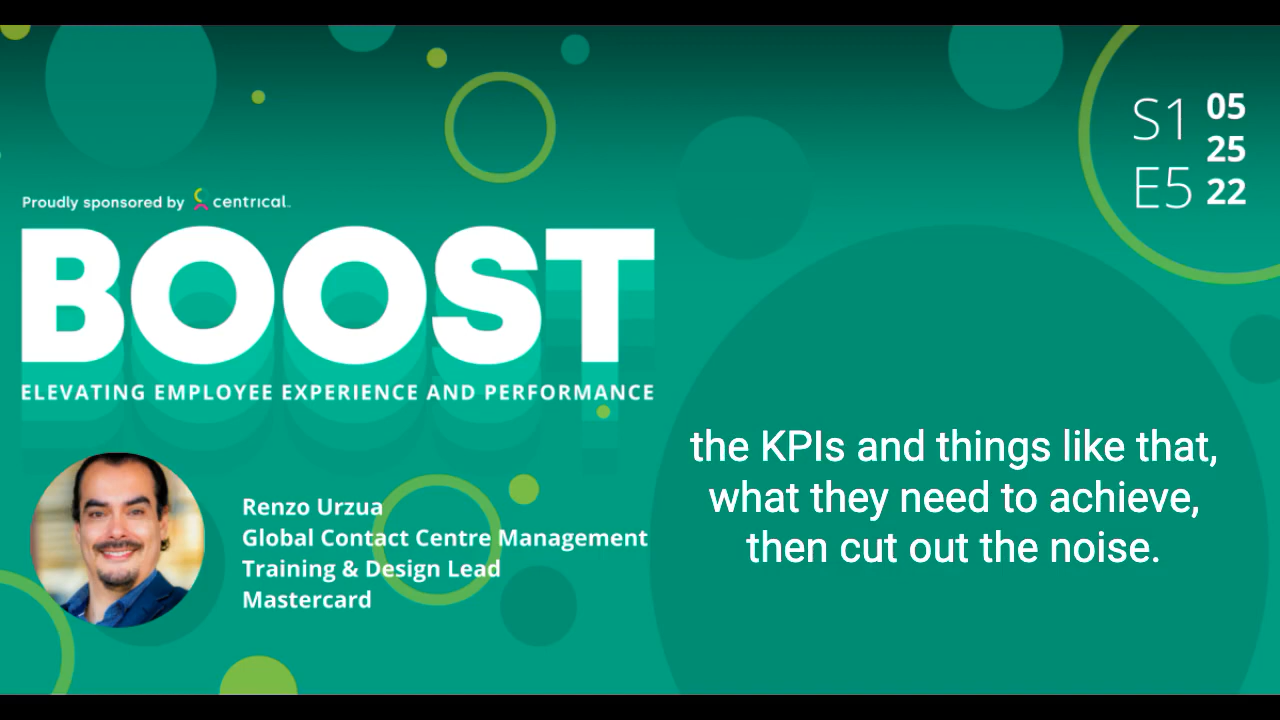 S1
E5
05
25
22
Proudly sponsored by centrical
BOOST
ELEVATING EMPLOYEE EXPERIENCE AND PERFORMANCE
Renzo Urzua
Global Contact Centre Management
Training & Design Lead
Mastercard
the KPIs and things like that,
what they need to achieve,
then cut out the noise.